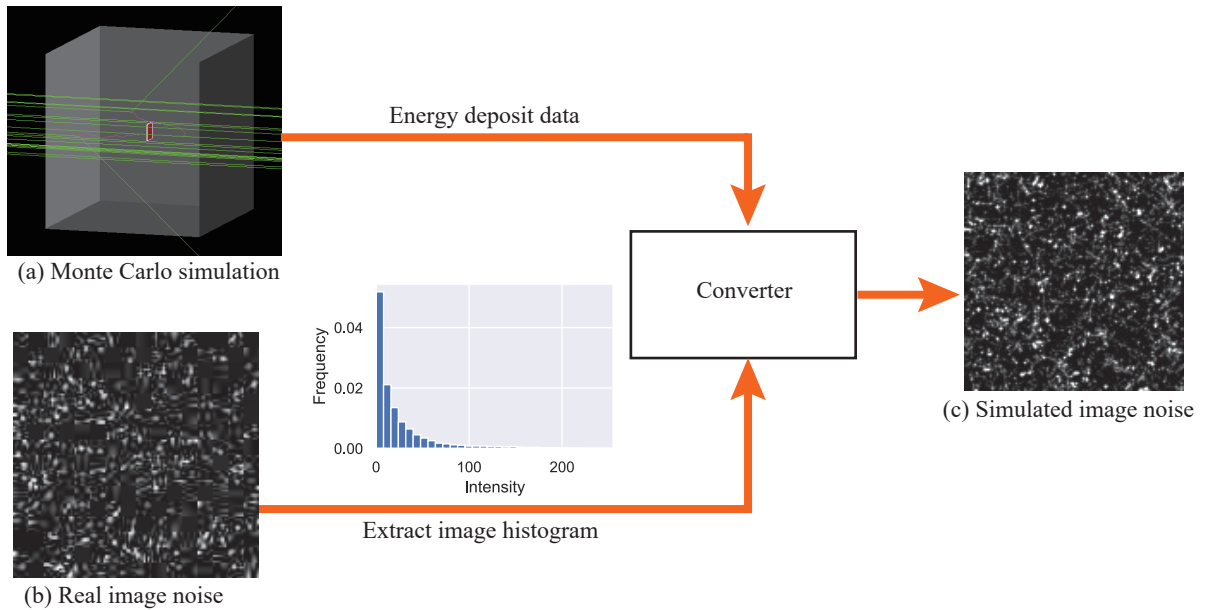 Energy deposit data
(a) Monte Carlo simulation
Converter
0.04
0.02
0.00
Frequency
0
100
200
Intensity
(c) Simulated image noise
Extract image histogram
(b) Real image noise